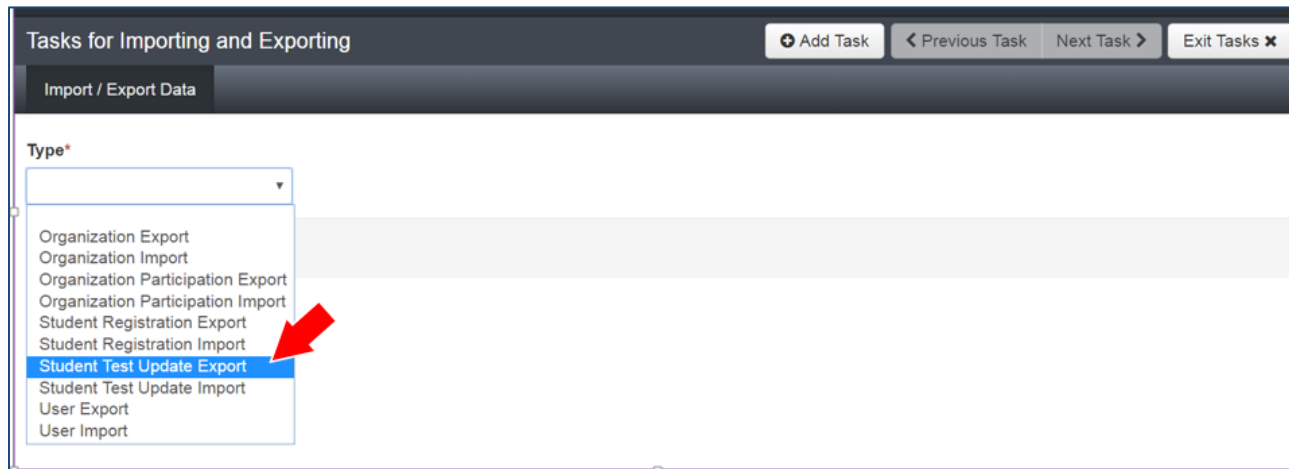 Tasks for Importing and Exporting
Add Task
Previous Task
Next Task
Exit Tasks
Import / Export Data
Type*
Organization Export
Organization Import
Organization Participation Export
Organization Participation Import
Student Registration Export
Student Registration Import
Student Test Update Export
Student Test Update Import
User Export
User Import